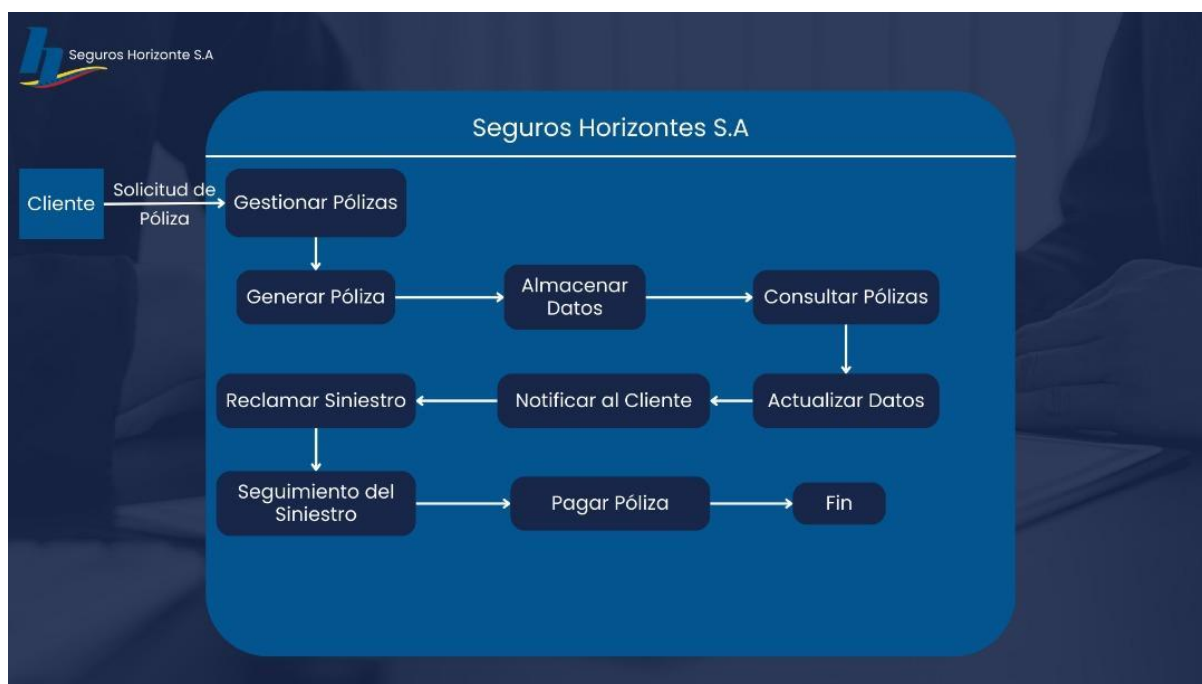 Seguros Horizonte S.A
Seguros Horizontes S.A
Cliente
Solicitud de
Póliza
Gestionar Pólizas
Generar Póliza
Almacenar
Datos
Consultar Pólizas
Reclamar Siniestro
Notificar al Cliente
Actualizar Datos
Seguimiento del
Siniestro
Pagar Póliza
Fin